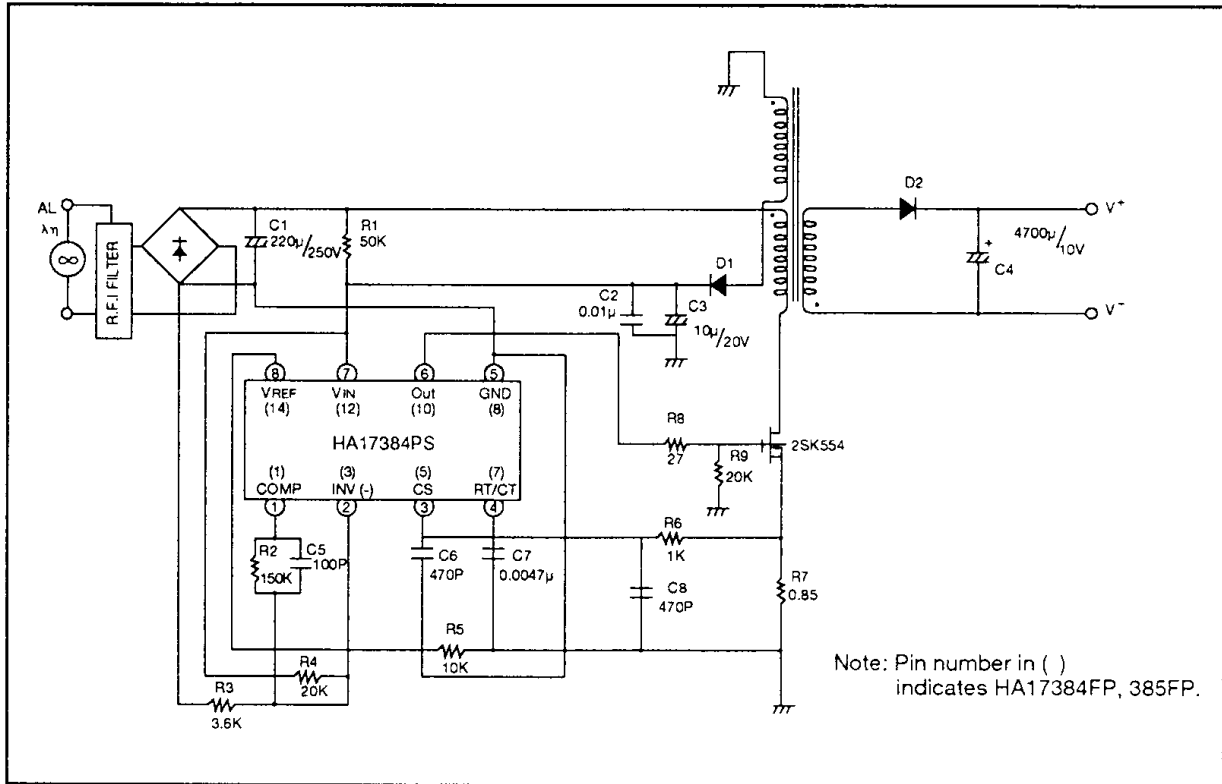 AL
λη
∞
R.F.I FILTER
C1
220μ/250V
R1
50K
D1
C2
0.01μ
C3
10μ/20V
D2
4700μ/10V
+
C4
V+
V-
8
7
6
5
VREF
VIN
Out
GND
(14)
(12)
(10)
(8)
HA17384PS
(1)
(3)
(5)
(7)
COMP
INV (-)
CS
RT/CT
1
2
3
4
R8
27
R9
20K
2SK554
R2
150K
C5
100P
C6
470P
C7
0.0047μ
R6
1K
C8
470P
R7
0.85
R5
10K
R4
20K
R3
3.6K
Note: Pin number in ( )
indicates HA17384FP, 385FP.